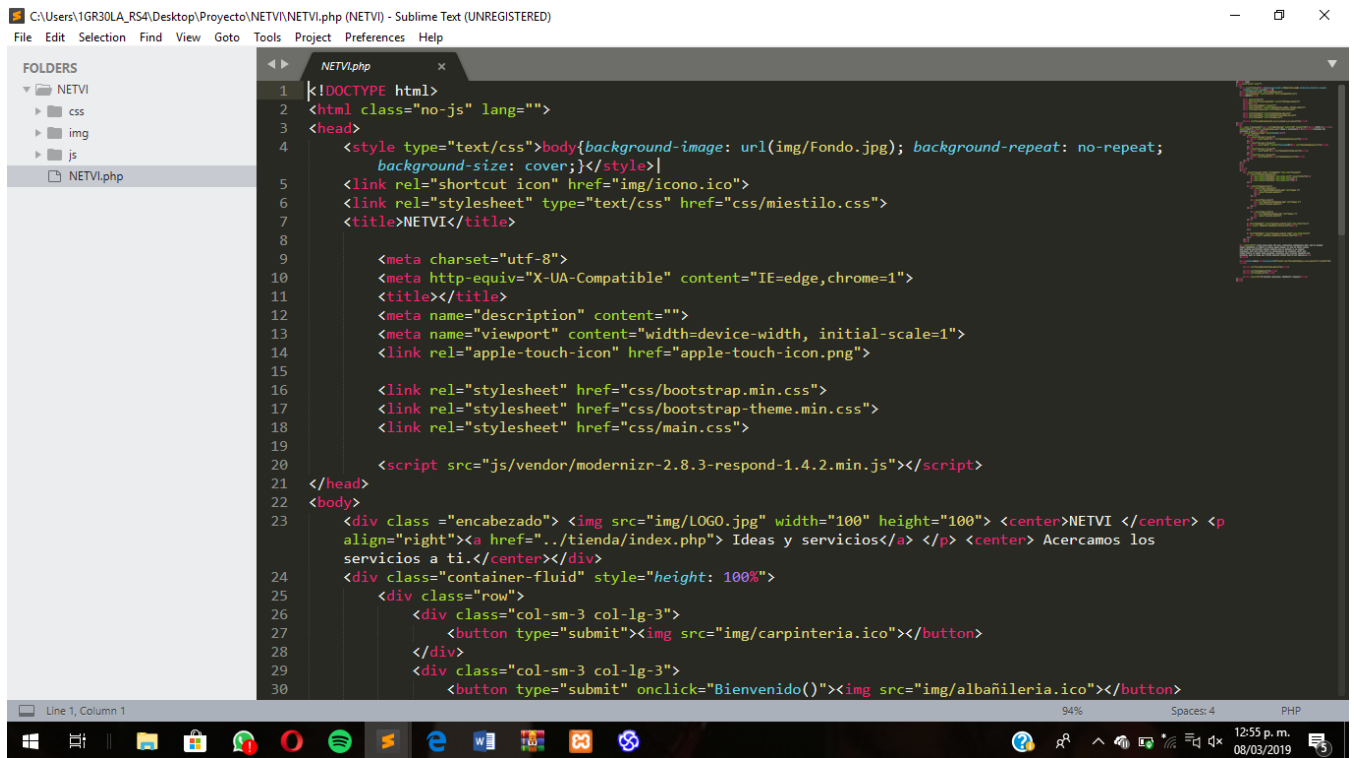 C:\Users\1GR30LA_RS4\Desktop\Proyecto\NETVI\NETVI.php (NETVI) - Sublime Text (UNREGISTERED)
File Edit Selection Find View Goto Tools Project Preferences Help
FOLDERS
NETVI
css
img
js
NETVI.php
NETVI.php ×
1 <!DOCTYPE html>
2 <html class="no-js" lang="">
3 <head>
4 <style type="text/css">body{background-image: url(img/Fondo.jpg); background-repeat: no-repeat;
background-size: cover;}</style>
5 <link rel="shortcut icon" href="img/icono.ico">
6 <link rel="stylesheet" type="text/css" href="css/miestilo.css">
7 <title>NETVI</title>
8
9 <meta charset="utf-8">
10 <meta http-equiv="X-UA-Compatible" content="IE=edge,chrome=1">
11 <title></title>
12 <meta name="description" content="">
13 <meta name="viewport" content="width=device-width, initial-scale=1">
14 <link rel="apple-touch-icon" href="apple-touch-icon.png">
15
16 <link rel="stylesheet" href="css/bootstrap.min.css">
17 <link rel="stylesheet" href="css/bootstrap-theme.min.css">
18 <link rel="stylesheet" href="css/main.css">
19
20 <script src="js/vendor/modernizr-2.8.3-respond-1.4.2.min.js"></script>
21 </head>
22 <body>
23 <div class ="encabezado"> <img src="img/LOGO.jpg" width="100" height="100"> <center>NETVI </center> <p
align="right"><a href="../tienda/index.php"> Ideas y servicios</a> </p> <center> Acercamos los
servicios a ti.</center></div>
24 <div class="container-fluid" style="height: 100%">
25 <div class="row">
26 <div class="col-sm-3 col-lg-3">
27 <button type="submit"><img src="img/carpinteria.ico"></button>
28 </div>
29 <div class="col-sm-3 col-lg-3">
30 <button type="submit" onclick="Bienvenido()"><img src="img/albañileria.ico"></button>
Line 1, Column 1 94% Spaces: 4 PHP
12:55 p. m.
08/03/2019
5